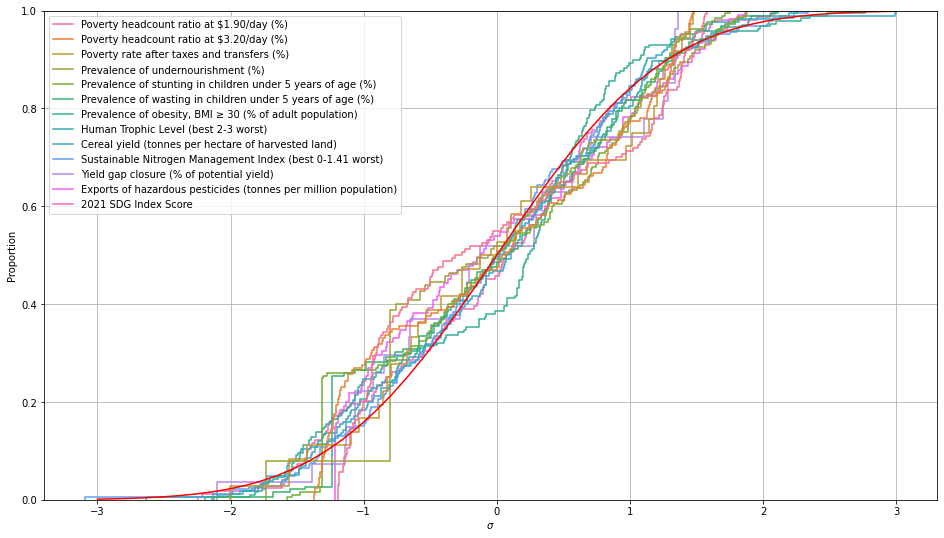 1.0
0.8
0.6
0.4
0.2
0.0
Proportion
Poverty headcount ratio at $1.90/day (%)
Poverty headcount ratio at $3.20/day (%)
Poverty rate after taxes and transfers (%)
Prevalence of undernourishment (%)
Prevalence of stunting in children under 5 years of age (%)
Prevalence of wasting in children under 5 years of age (%)
Prevalence of obesity, BMI ≥ 30 (% of adult population)
Human Trophic Level (best 2-3 worst)
Cereal yield (tonnes per hectare of harvested land)
Sustainable Nitrogen Management Index (best 0-1.41 worst)
Yield gap closure (% of potential yield)
Exports of hazardous pesticides (tonnes per million population)
2021 SDG Index Score
−3 −2 −1 0 1 2 3
σ